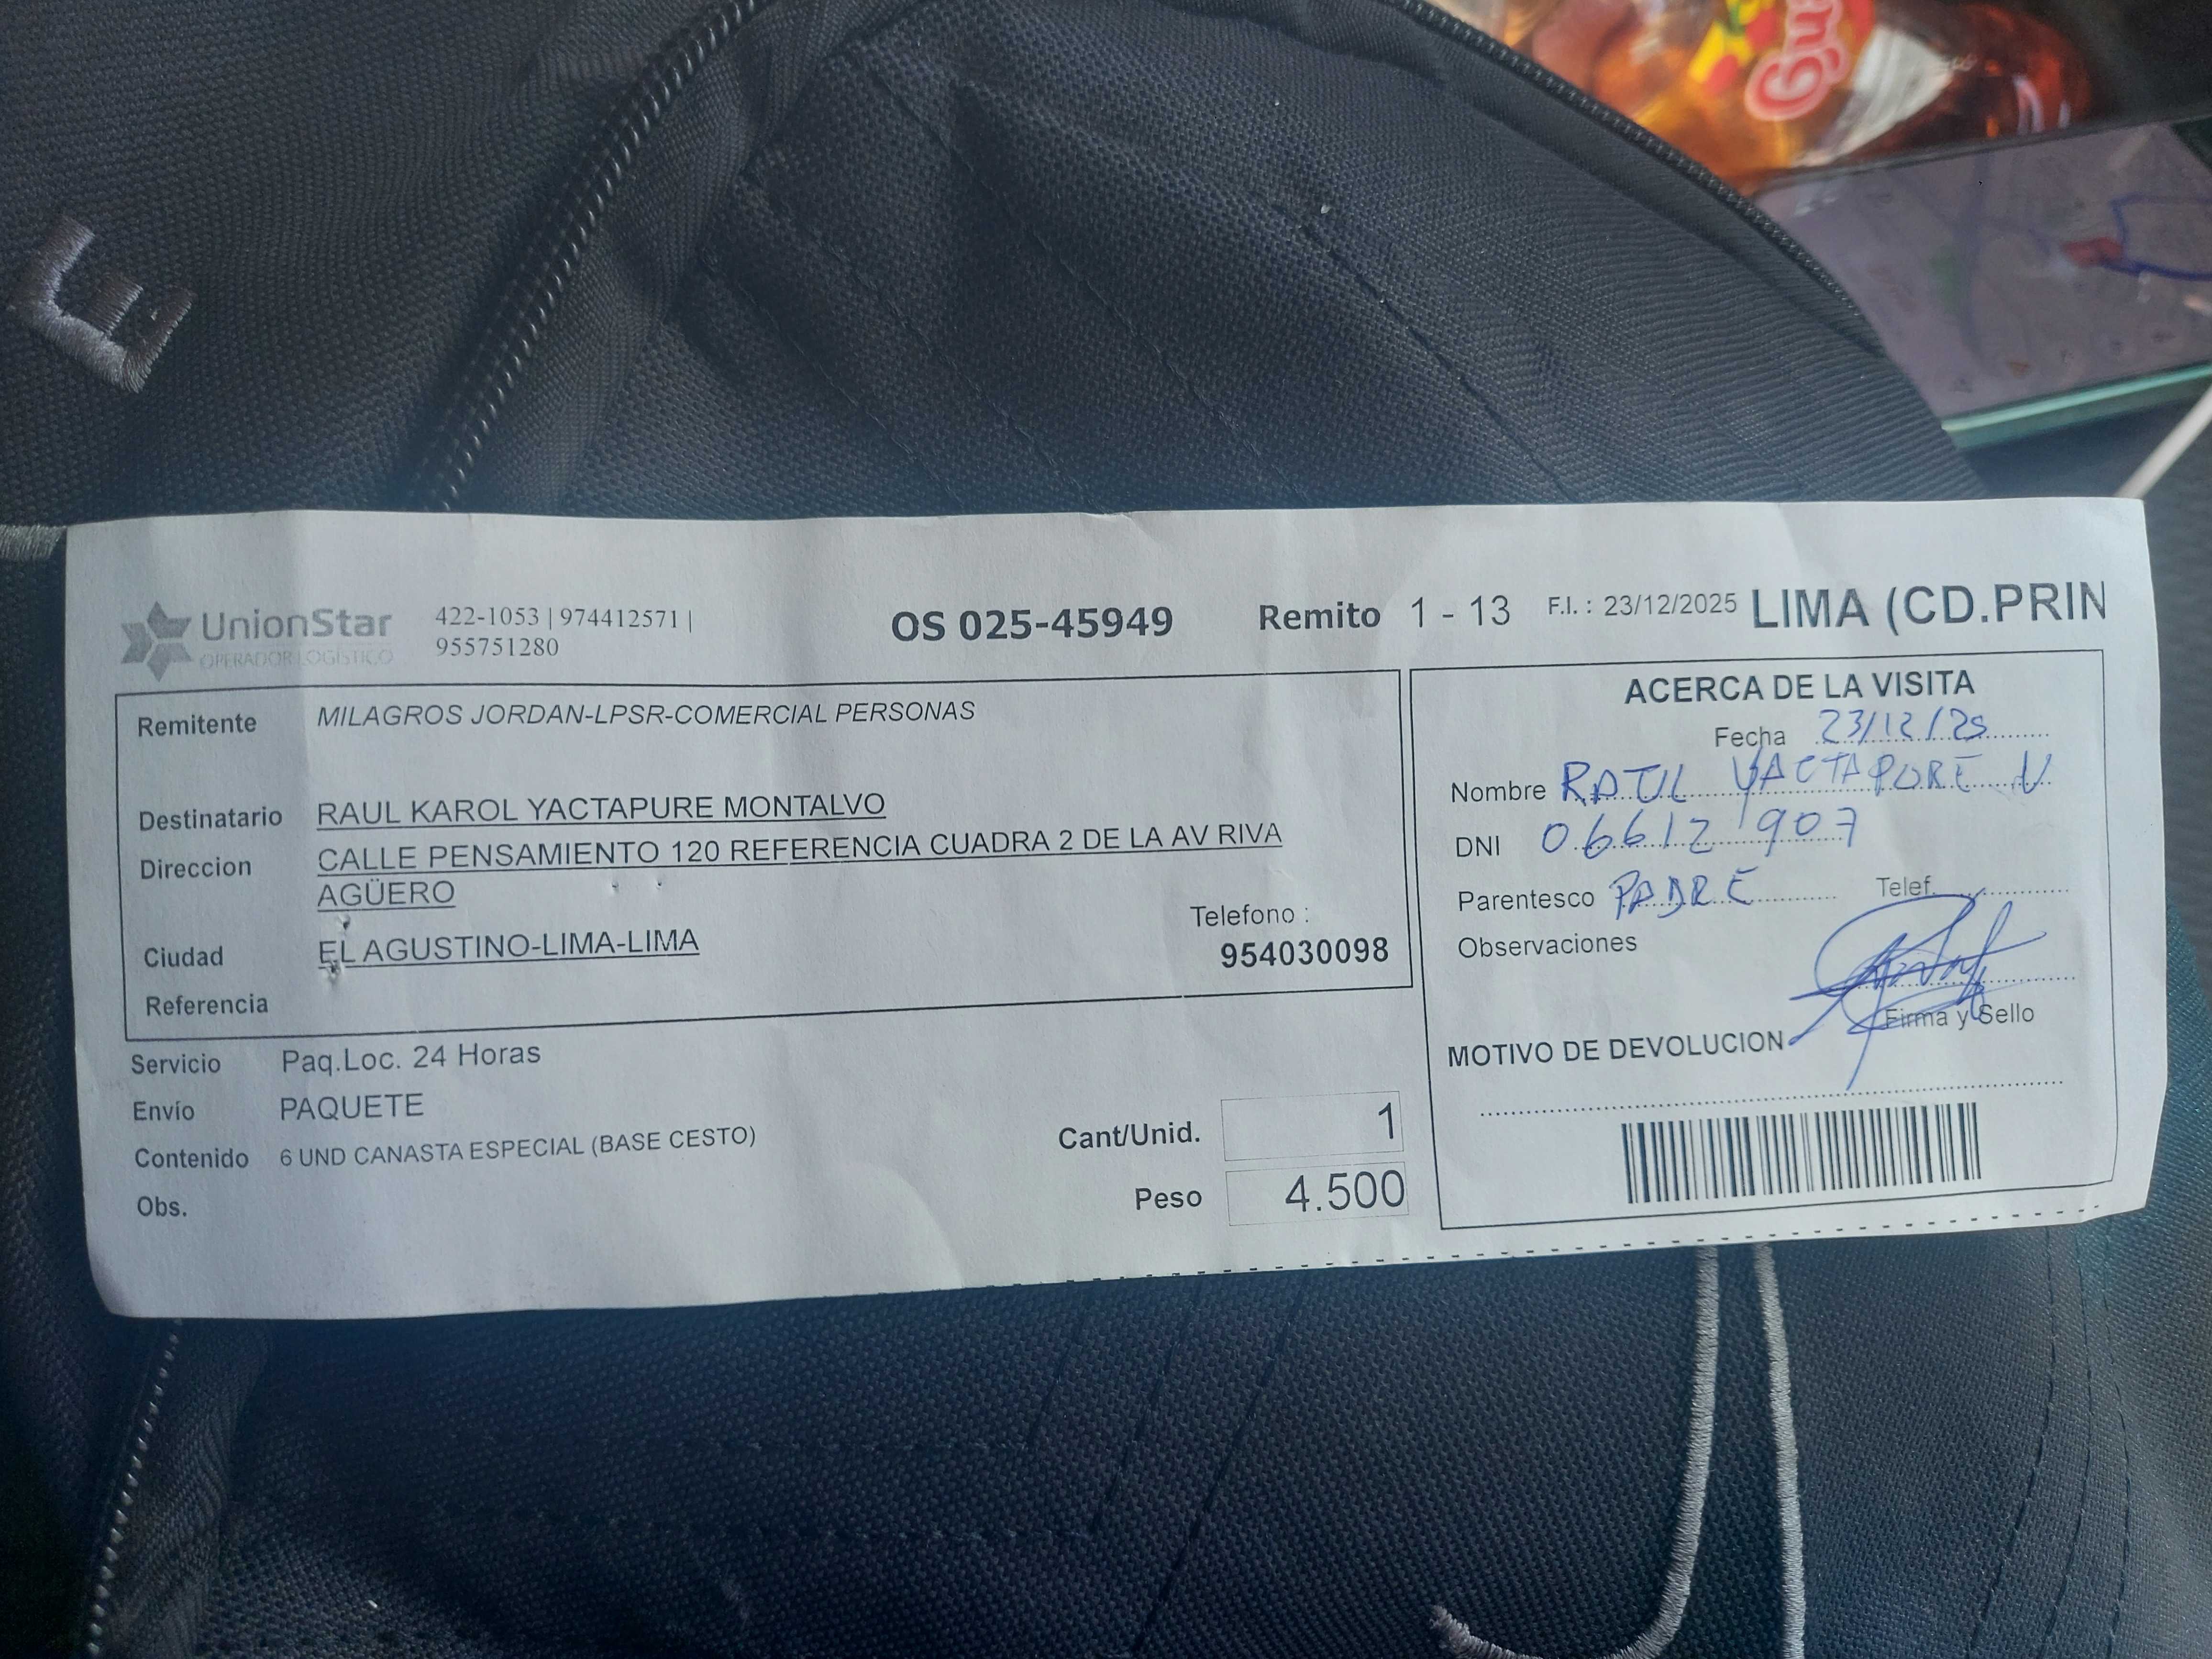 Cuy
E
UnionStar
OPERADOR LOGÍSTICO
422-1053 | 974412571 |
955751280
OS 025-45949
Remito 1 - 13
F.I. : 23/12/2025
LIMA (CD.PRIN
Remitente MILAGROS JORDAN-LPSR-COMERCIAL PERSONAS
Destinatario RAUL KAROL YACTAPURE MONTALVO
Direccion CALLE PENSAMIENTO 120 REFERENCIA CUADRA 2 DE LA AV RIVA
AGÜERO
Telefono :
954030098
Ciudad EL AGUSTINO-LIMA-LIMA
Referencia
Servicio Paq.Loc. 24 Horas
Envío PAQUETE
Contenido 6 UND CANASTA ESPECIAL (BASE CESTO)
Obs.
Cant/Unid. 1
Peso 4.500
ACERCA DE LA VISITA
Fecha 23/12/25
Nombre RAUL YACTAPURE V
DNI 06612907
Parentesco PADRE Telef.
Observaciones
Firma y Sello
MOTIVO DE DEVOLUCION